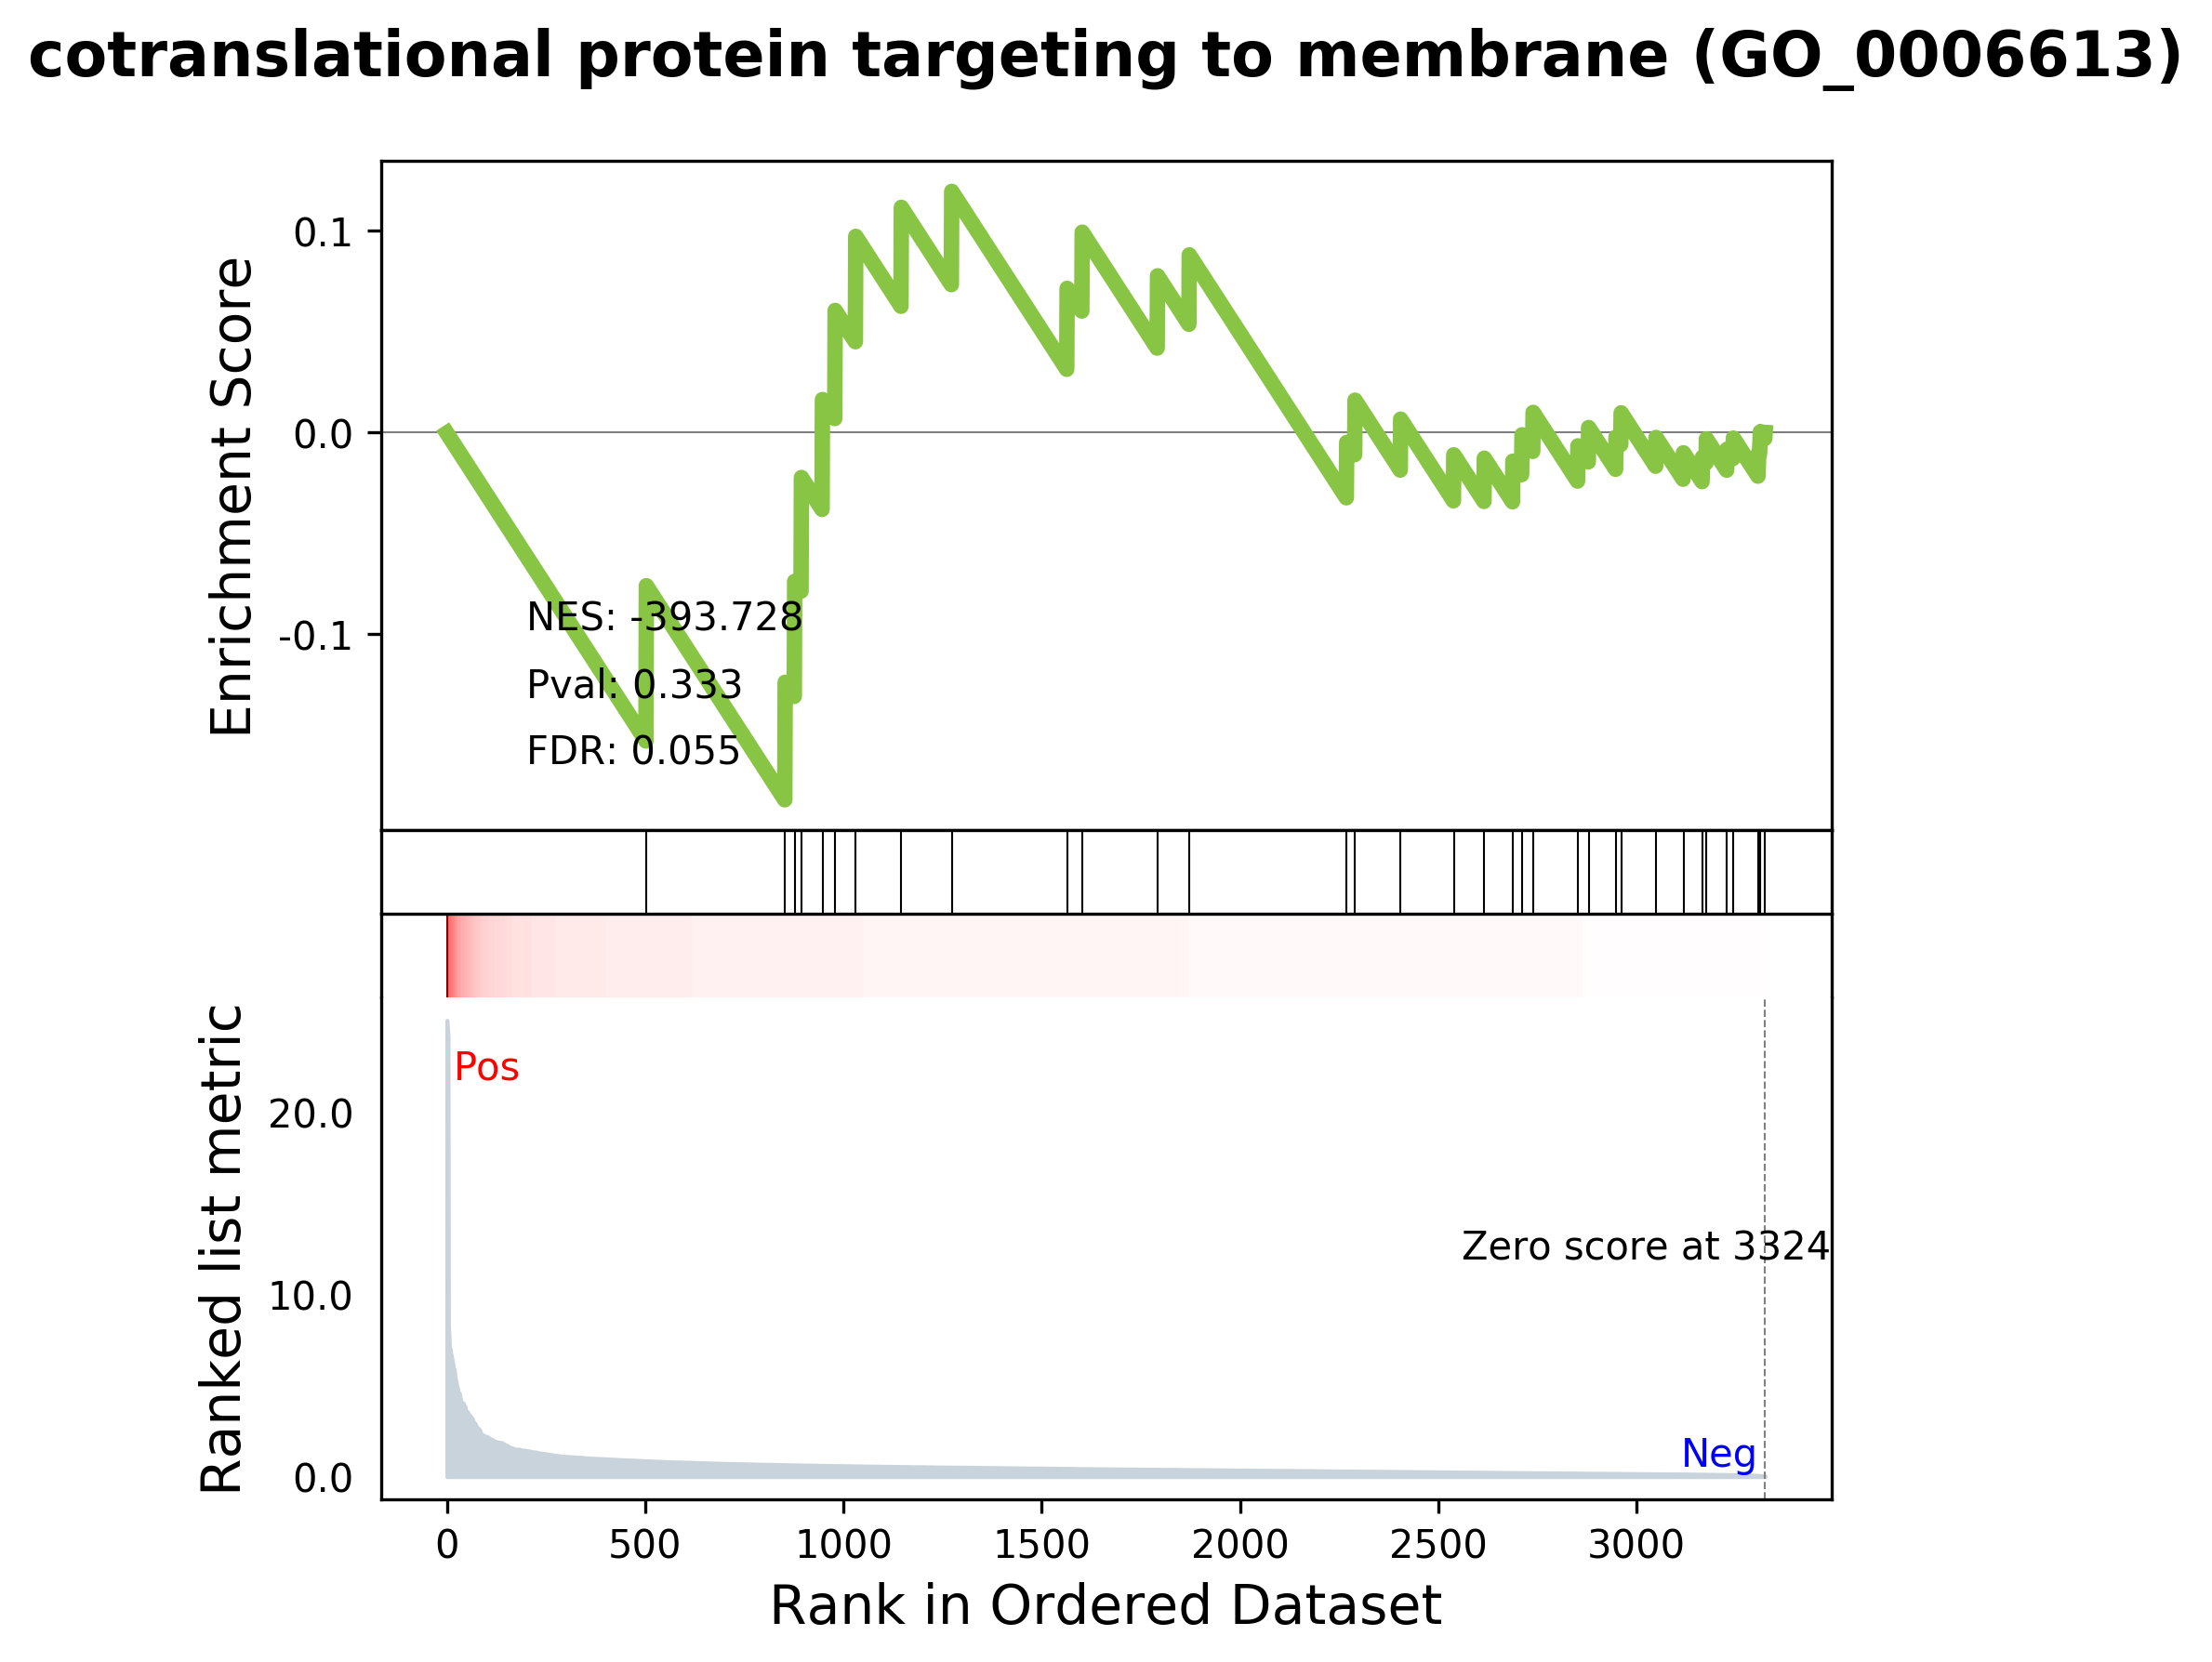 cotranslational protein targeting to membrane (GO_0006613)
Enrichment Score
0.1
0.0
-0.1
NES: -393.728
Pval: 0.333
FDR: 0.055
Ranked list metric
20.0
10.0
0.0
Pos
Zero score at 3324
Neg
0 500 1000 1500 2000 2500 3000
Rank in Ordered Dataset